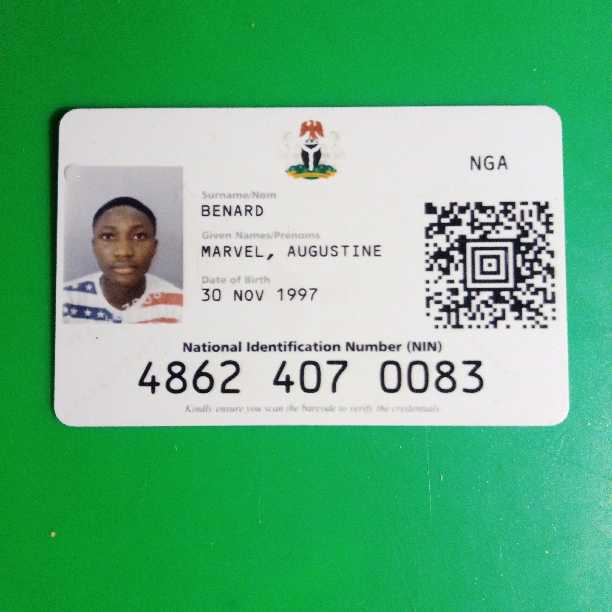 NGA
Surname/Nom
BENARD
Given Names/Prenoms
MARVEL, AUGUSTINE
Date of Birth
30 NOV 1997
National Identification Number (NIN)
4862 407 0083
Kindly ensure you scan the barcode to verify the credentials